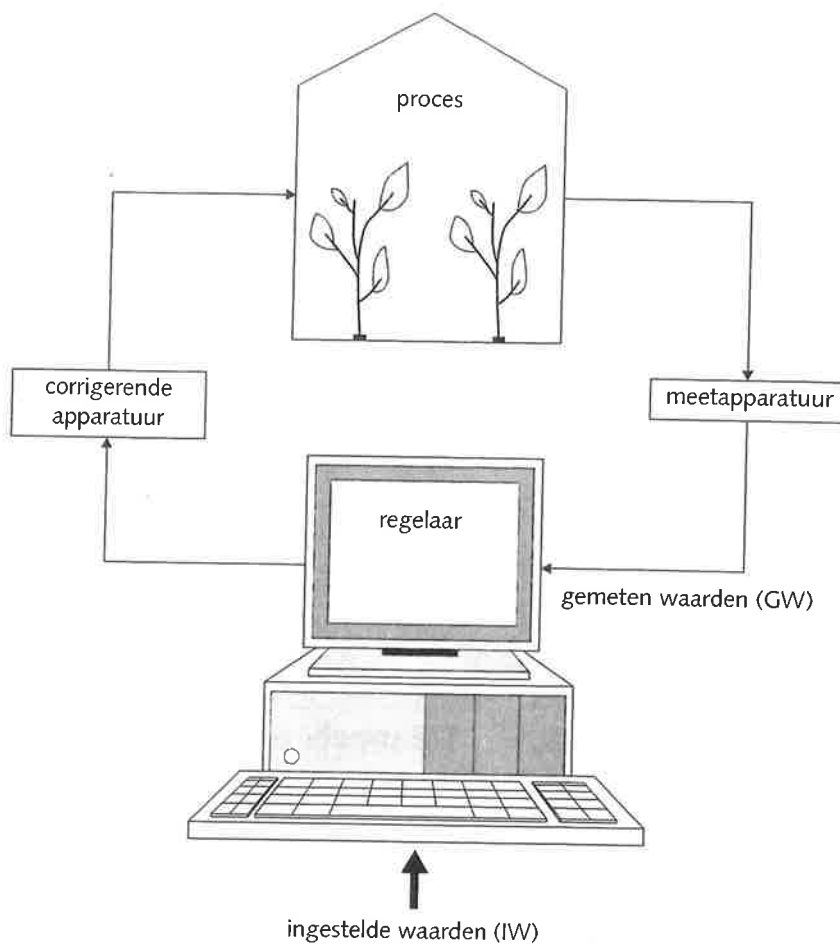 proces
corrigerende
apparatuur
meetapparatuur
regelaar
gemeten waarden (GW)
ingestelde waarden (IW)